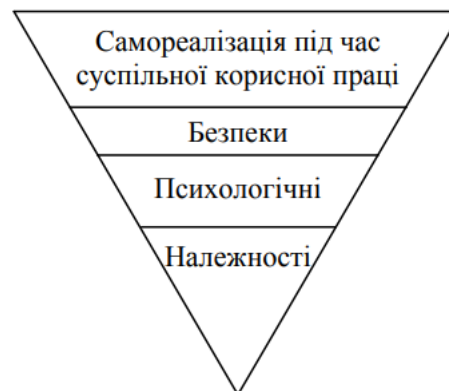 Самореалізація під час
суспільної корисної праці
Безпеки
Психологічні
Належності